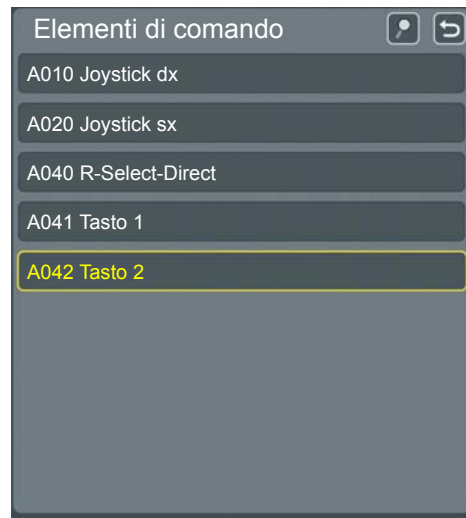 Elementi di comando
A010 Joystick dx
A020 Joystick sx
A040 R-Select-Direct
A041 Tasto 1
A042 Tasto 2